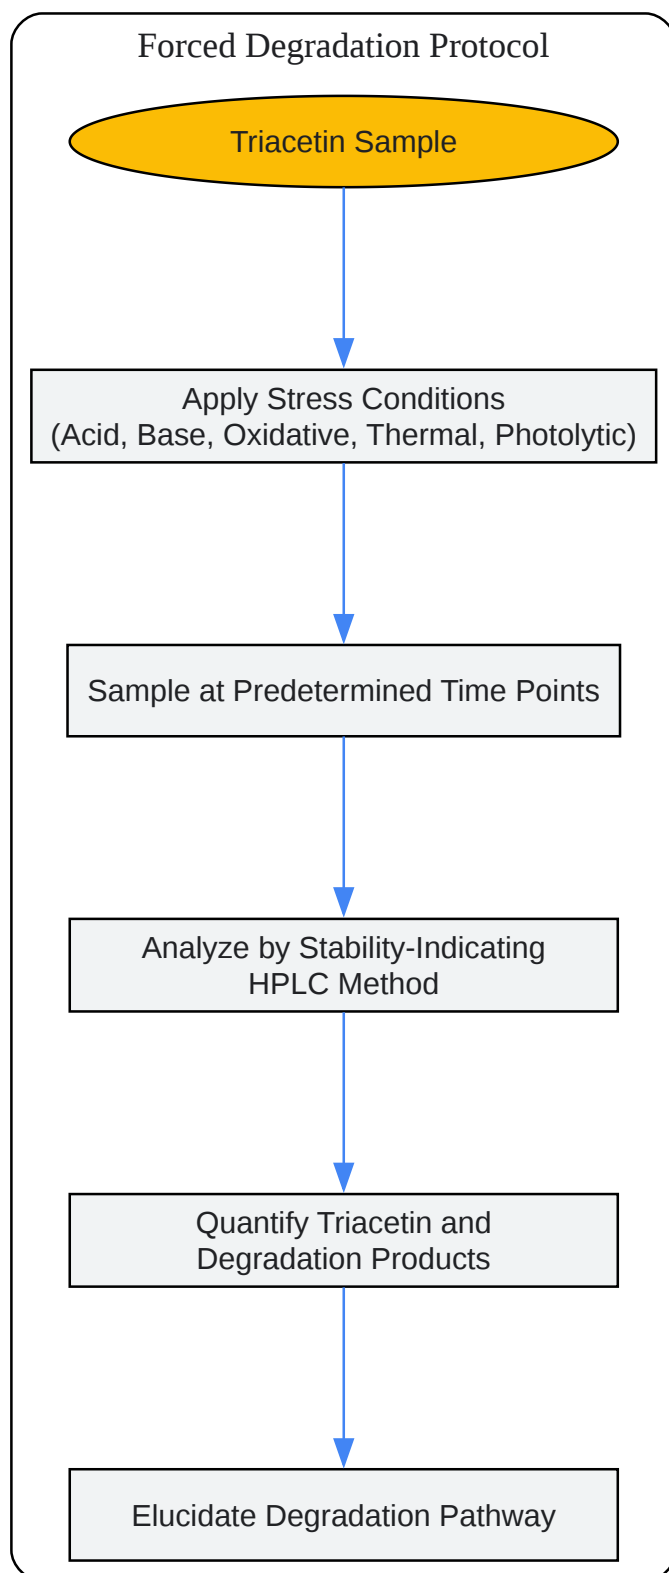 Forced Degradation Protocol
Triacetin Sample
Apply Stress Conditions
(Acid, Base, Oxidative, Thermal, Photolytic)
Sample at Predetermined Time Points
Analyze by Stability-Indicating
HPLC Method
Quantify Triacetin and
Degradation Products
Elucidate Degradation Pathway